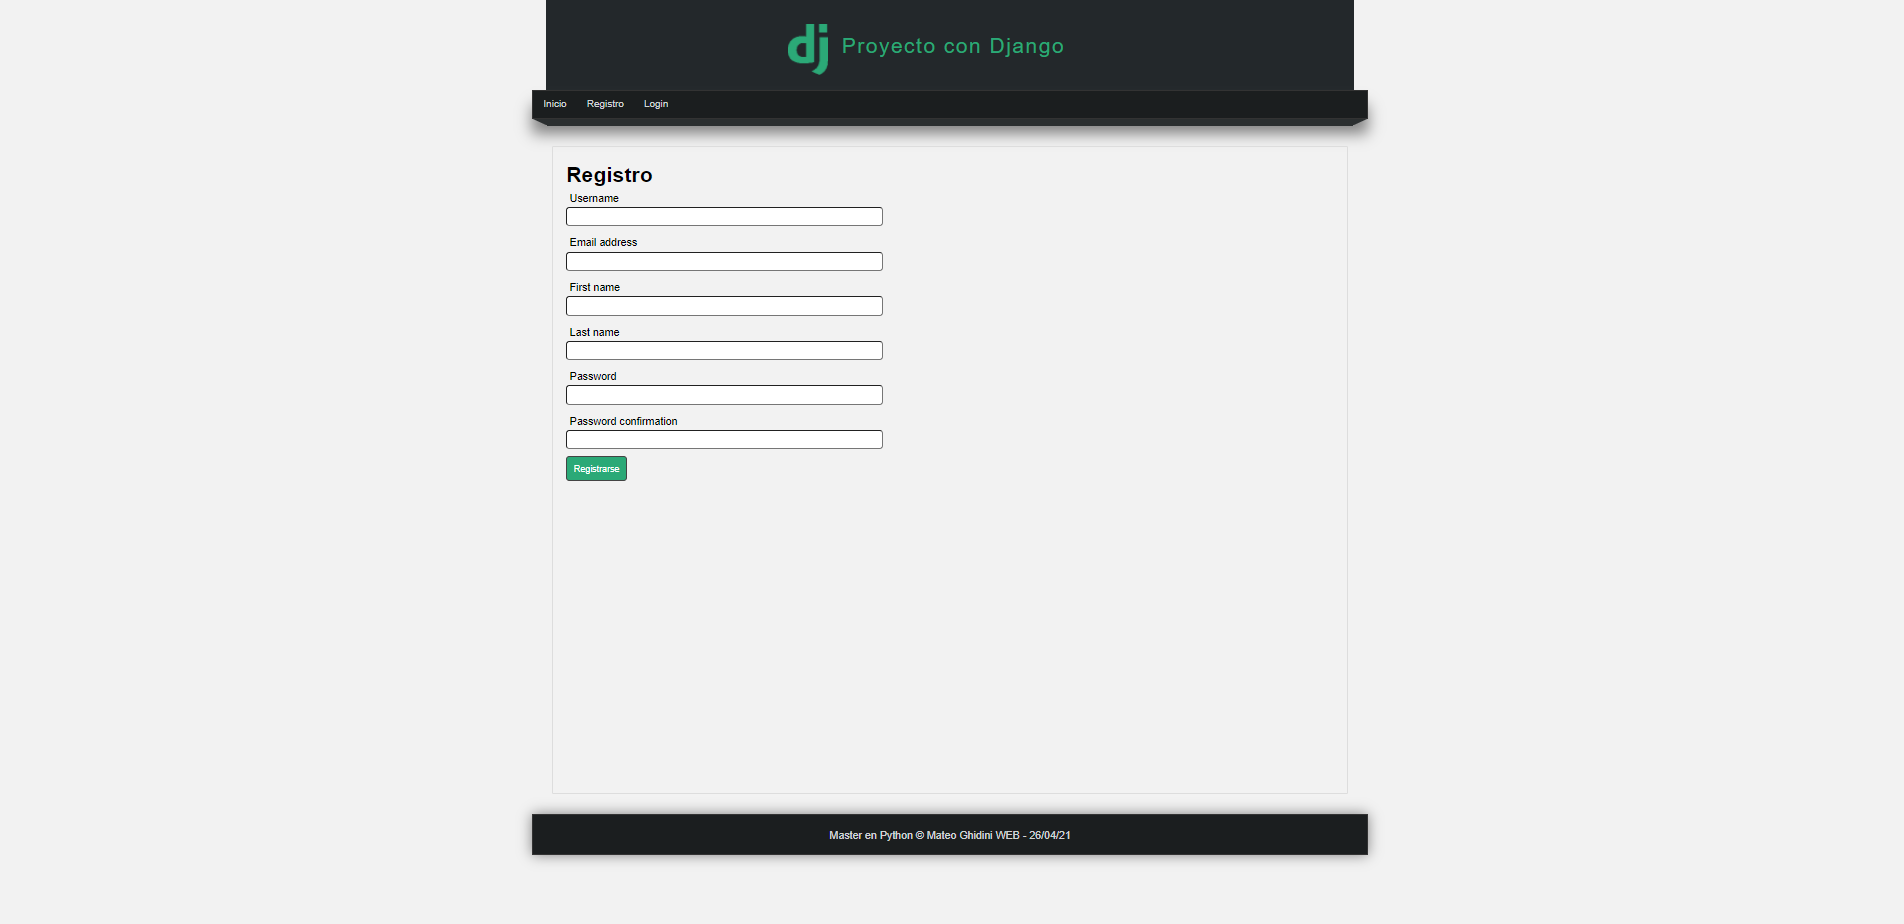 dj Proyecto con Django
Inicio Registro Login
Registro
Username
Email address
First name
Last name
Password
Password confirmation
Registrarse
Master en Python © Mateo Ghidini WEB - 26/04/21